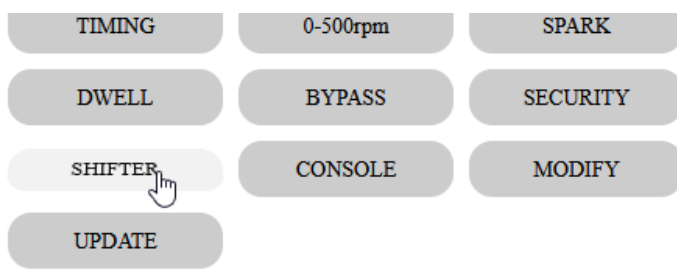 TIMING 0-500rpm SPARK
DWELL BYPASS SECURITY
SHIFTER CONSOLE MODIFY
UPDATE